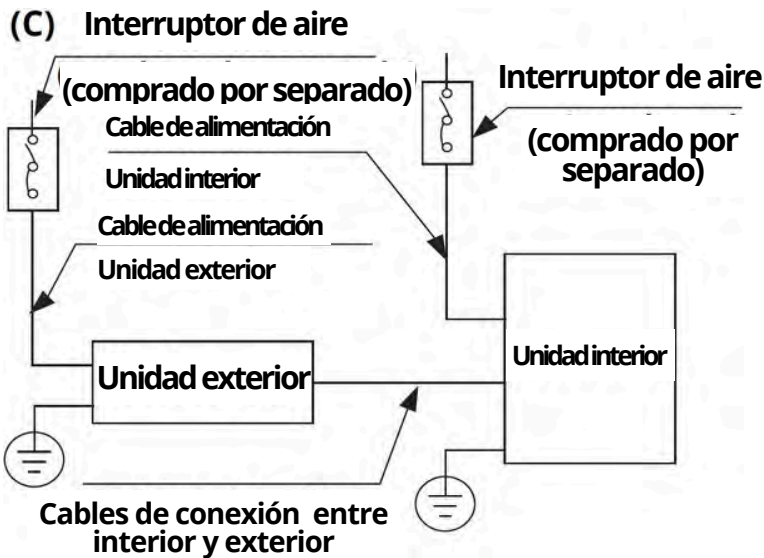 (C) Interruptor de aire
(comprado por separado)
Cable de alimentación
Unidad interior
Cable de alimentación
Unidad exterior
Interruptor de aire
(comprado por
separado)
Unidad exterior
Unidad interior
Cables de conexión entre
interior y exterior